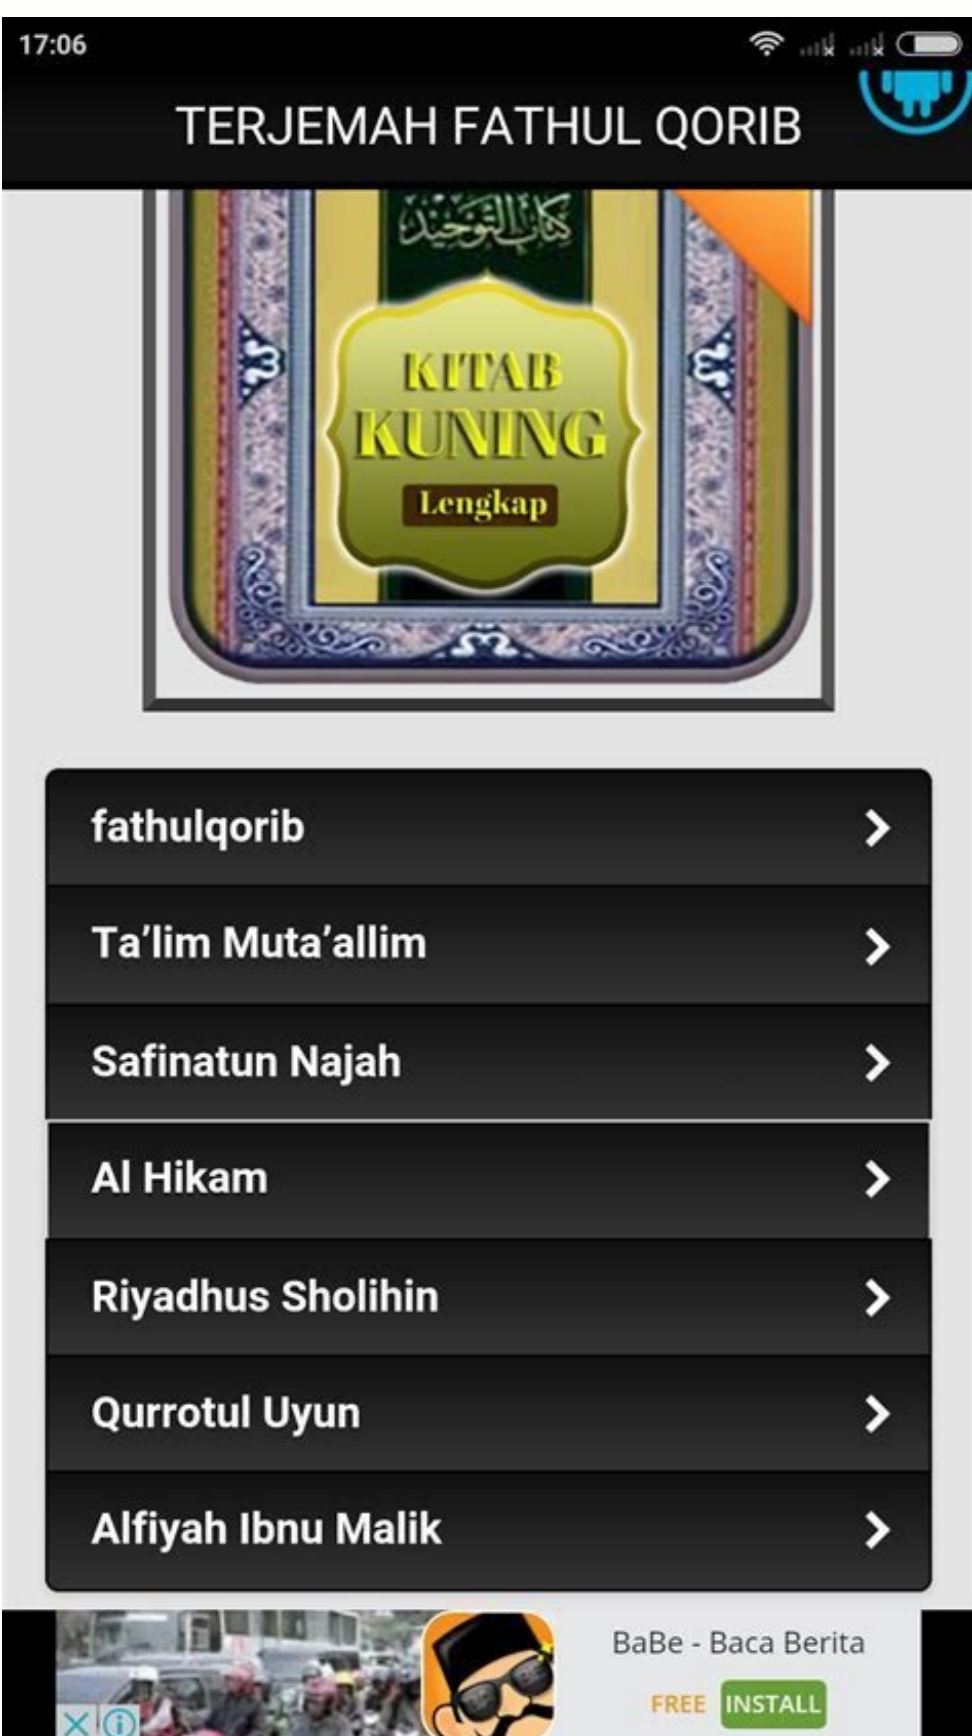 17:06
TERJEMAH FATHUL QORIB
كتاب التوحيد
KITAB
KUNING
Lengkap
fathulqorib
Ta’lim Muta’allim
Safinatun Najah
Al Hikam
Riyadhus Sholihin
Qurrotul Uyun
Alfiyah Ibnu Malik
BaBe - Baca Berita
FREE INSTALL